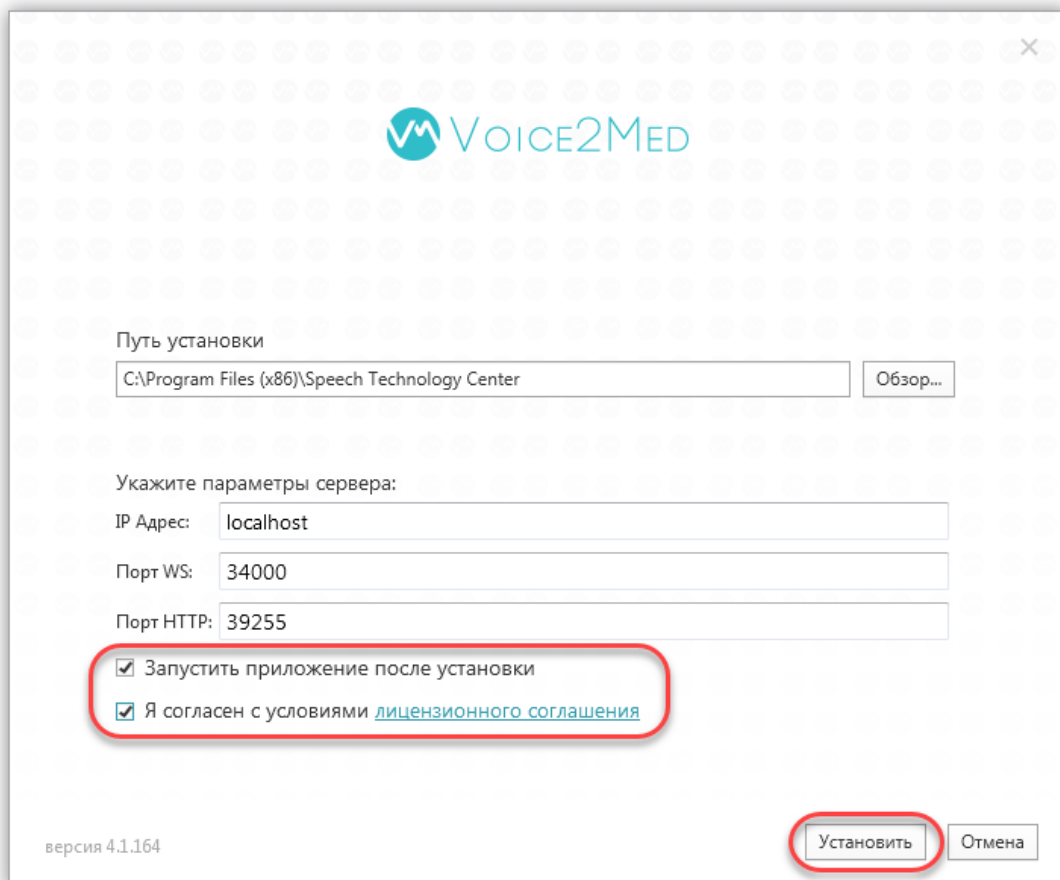 VOICE2MED
Путь установки
C:\Program Files (x86)\Speech Technology Center
Обзор...
Укажите параметры сервера:
IP Адрес: localhost
Порт WS: 34000
Порт HTTP: 39255
Запустить приложение после установки
Я согласен с условиями лицензионного соглашения
версия 4.1.164
Установить
Отмена